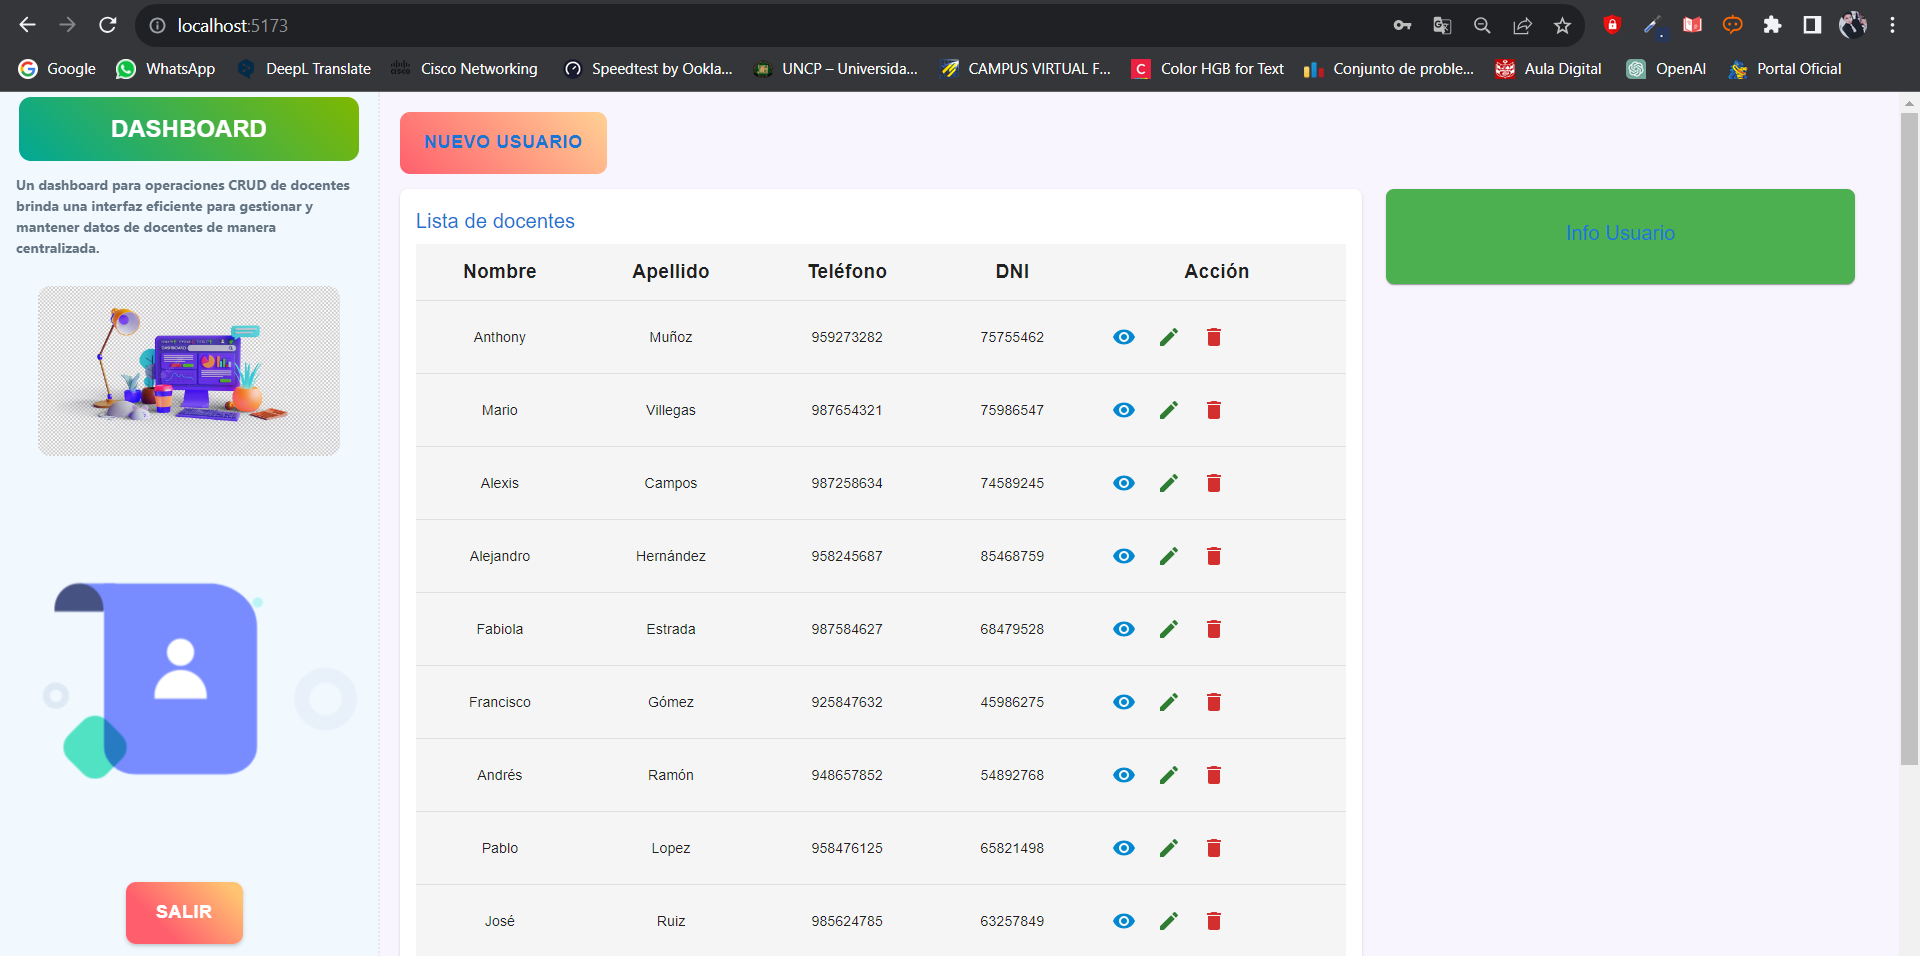 localhost:5173
Google WhatsApp DeepL Translate Cisco Networking Speedtest by Ookla... UNCP – Universida... CAMPUS VIRTUAL F... Color HGB for Text Conjunto de proble... Aula Digital OpenAI Portal Oficial
DASHBOARD
Un dashboard para operaciones CRUD de docentes
brinda una interfaz eficiente para gestionar y
mantener datos de docentes de manera
centralizada.
SALIR
NUEVO USUARIO
Lista de docentes
Nombre Apellido Teléfono DNI Acción
Anthony Muñoz 959273282 75755462
Mario Villegas 987654321 75986547
Alexis Campos 987258634 74589245
Alejandro Hernández 958245687 85468759
Fabiola Estrada 987584627 68479528
Francisco Gómez 925847632 45986275
Andrés Ramón 948657852 54892768
Pablo Lopez 958476125 65821498
José Ruiz 985624785 63257849
Info Usuario